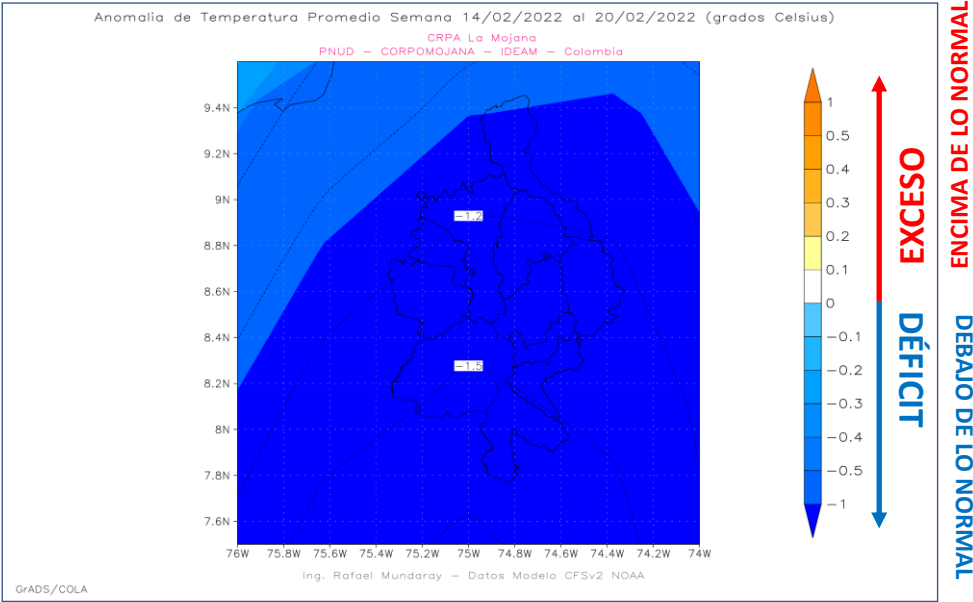 Anomalia de Temperatura Promedio Semana 14/02/2022 al 20/02/2022 (grados Celsius)
CRPA La Mojana
PNUD – CORPOMOJANA – IDEAM – Colombia
9.4N
9.2N
9N
8.8N
8.6N
8.4N
8.2N
8N
7.8N
7.6N
−1.2
−1.5
76W 75.8W 75.6W 75.4W 75.2W 75W 74.8W 74.6W 74.4W 74.2W 74W
Ing. Rafael Mundaray – Datos Modelo CFSv2 NOAA
GrADS/COLA
1
0.5
0.4
0.3
0.2
0.1
0
−0.1
−0.2
−0.3
−0.4
−0.5
−1
EXCESO
DÉFICIT
ENCIMA DE LO NORMAL
DEBAJO DE LO NORMAL